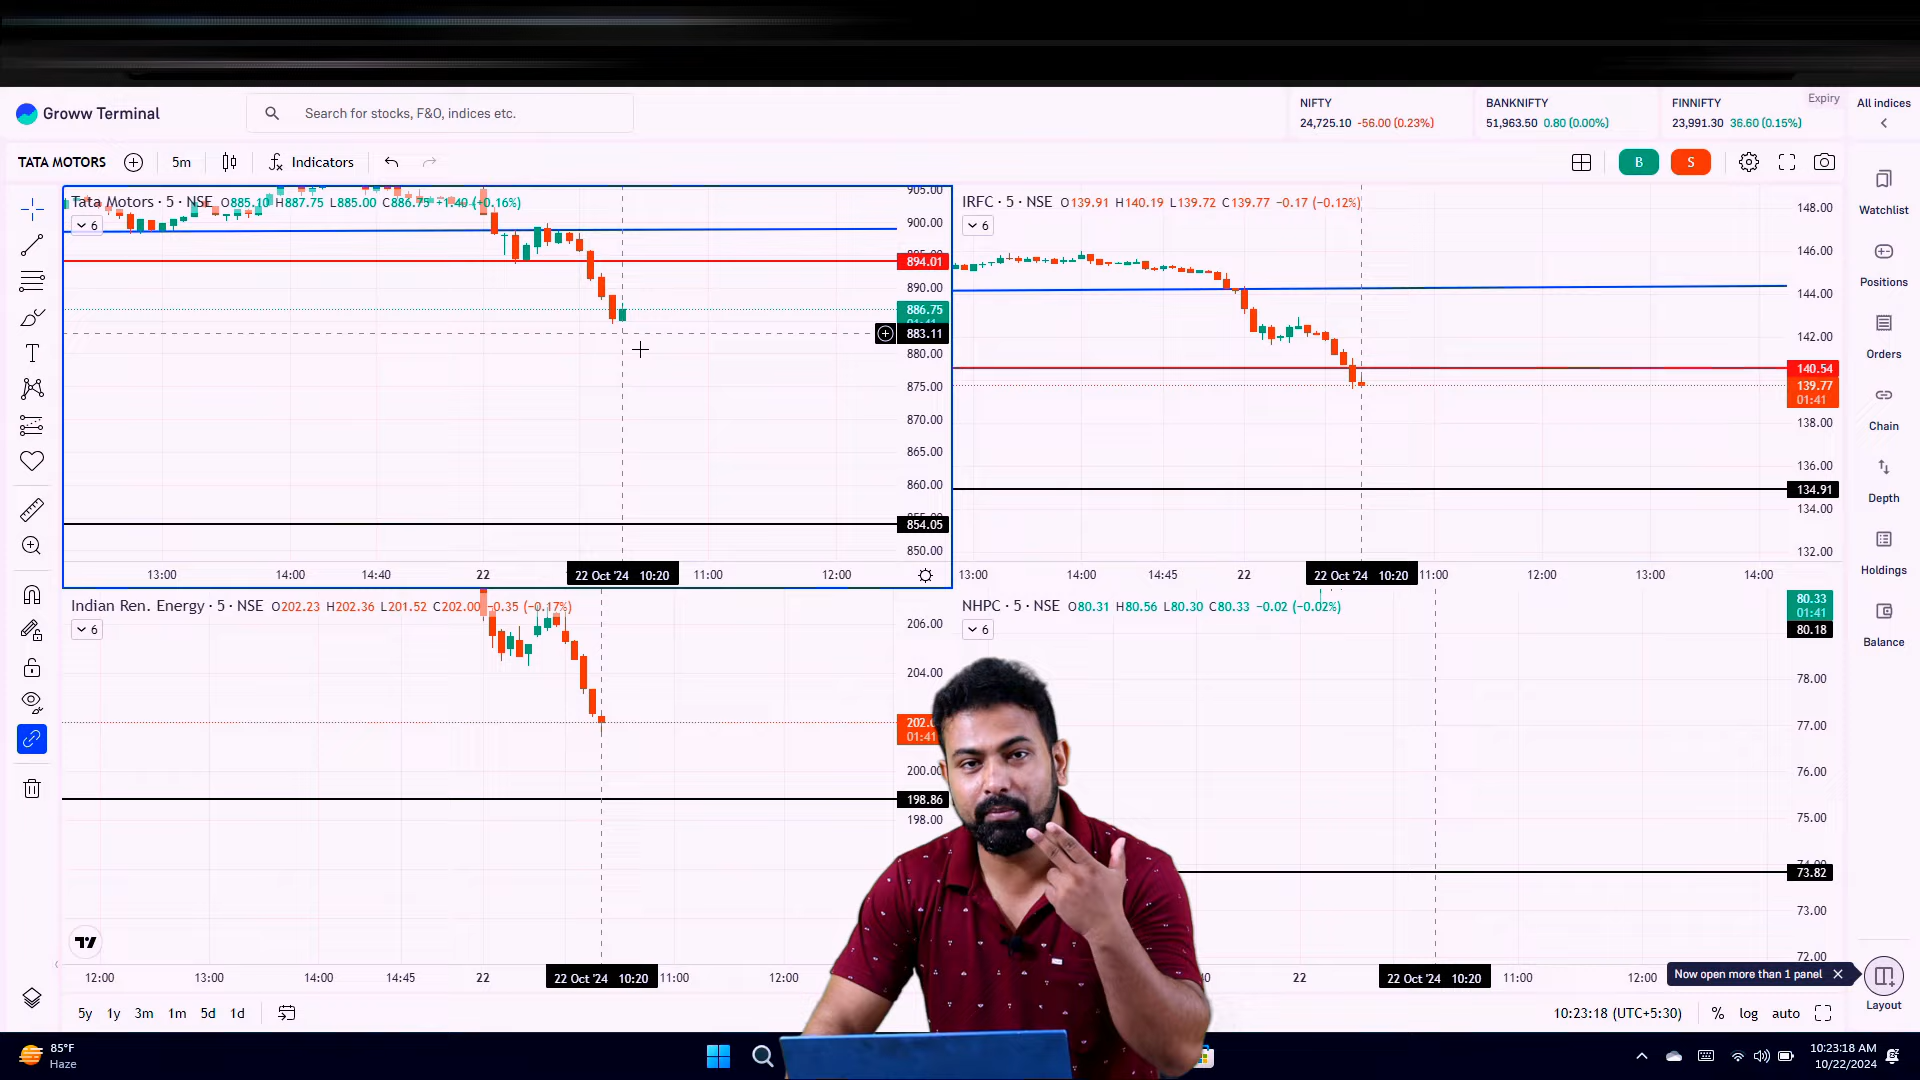 Groww Terminal
Search for stocks, F&O, indices etc.
NIFTY
24,725.10 -56.00 (0.23%)
BANKNIFTY
51,963.50 0.80 (0.00%)
FINNIFTY
Expiry
23,991.30 36.60 (0.15%)
All indices
TATA MOTORS
5m
Indicators
B
S
Tata Motors · 5 · NSE O885.10 H887.75 L885.00 C886.75 +1.40 (+0.16%)
6
905.00
900.00
894.01
890.00
886.75
01:41
883.11
880.00
875.00
870.00
865.00
860.00
854.05
850.00
13:00 14:00 14:40 22 22 Oct '24 10:20 11:00 12:00
IRFC · 5 · NSE O139.91 H140.19 L139.72 C139.77 -0.17 (-0.12%)
6
148.00
146.00
144.00
142.00
140.54
139.77
01:41
138.00
136.00
134.91
134.00
132.00
13:00 14:00 14:45 22 22 Oct '24 10:20 11:00 12:00 13:00 14:00
Indian Ren. Energy · 5 · NSE O202.23 H202.36 L201.52 C202.00 -0.35 (-0.17%)
6
206.00
204.00
01:41
200.00
198.86
198.00
12:00 13:00 14:00 14:45 22 22 Oct '24 10:20 11:00 12:00
NHPC · 5 · NSE O80.31 H80.56 L80.30 C80.33 -0.02 (-0.02%)
6
80.33
01:41
80.18
78.00
77.00
76.00
75.00
74.00
73.82
73.00
72.00
22 22 Oct '24 10:20 11:00 12:00
Watchlist
Positions
Orders
Chain
Depth
Holdings
Balance
Now open more than 1 panel
Layout
5y 1y 3m 1m 5d 1d
10:23:18 (UTC+5:30) % log auto
85°F
Haze
10:23:18 AM
10/22/2024